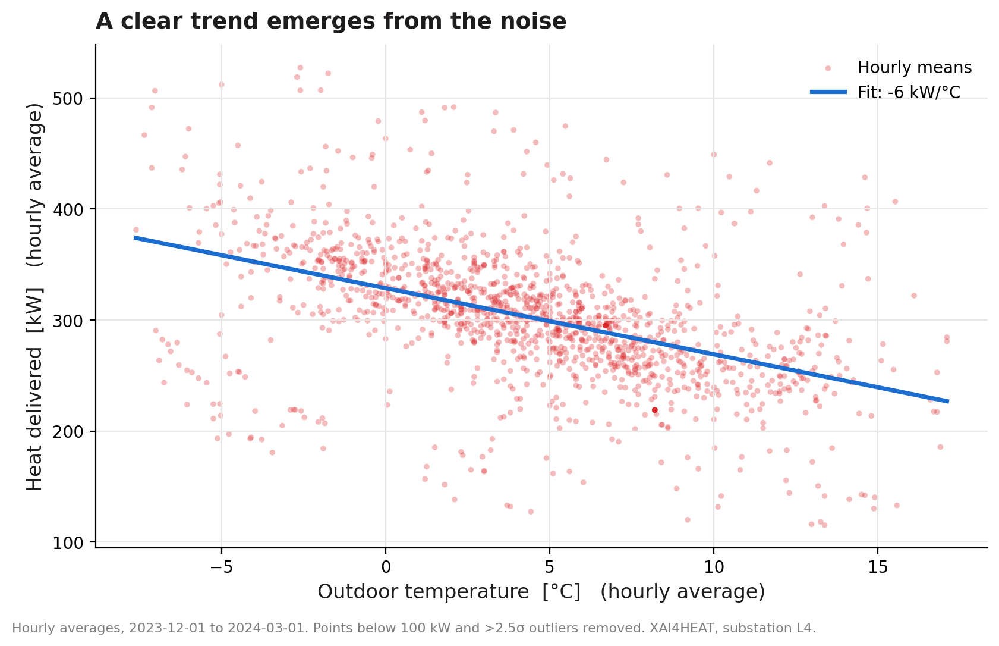 A clear trend emerges from the noise
Hourly means
Fit: -6 kW/°C
500
400
300
200
100
Heat delivered [kW] (hourly average)
−5
0
5
10
15
Outdoor temperature [°C] (hourly average)
Hourly averages, 2023-12-01 to 2024-03-01. Points below 100 kW and >2.5σ outliers removed. XAI4HEAT, substation L4.